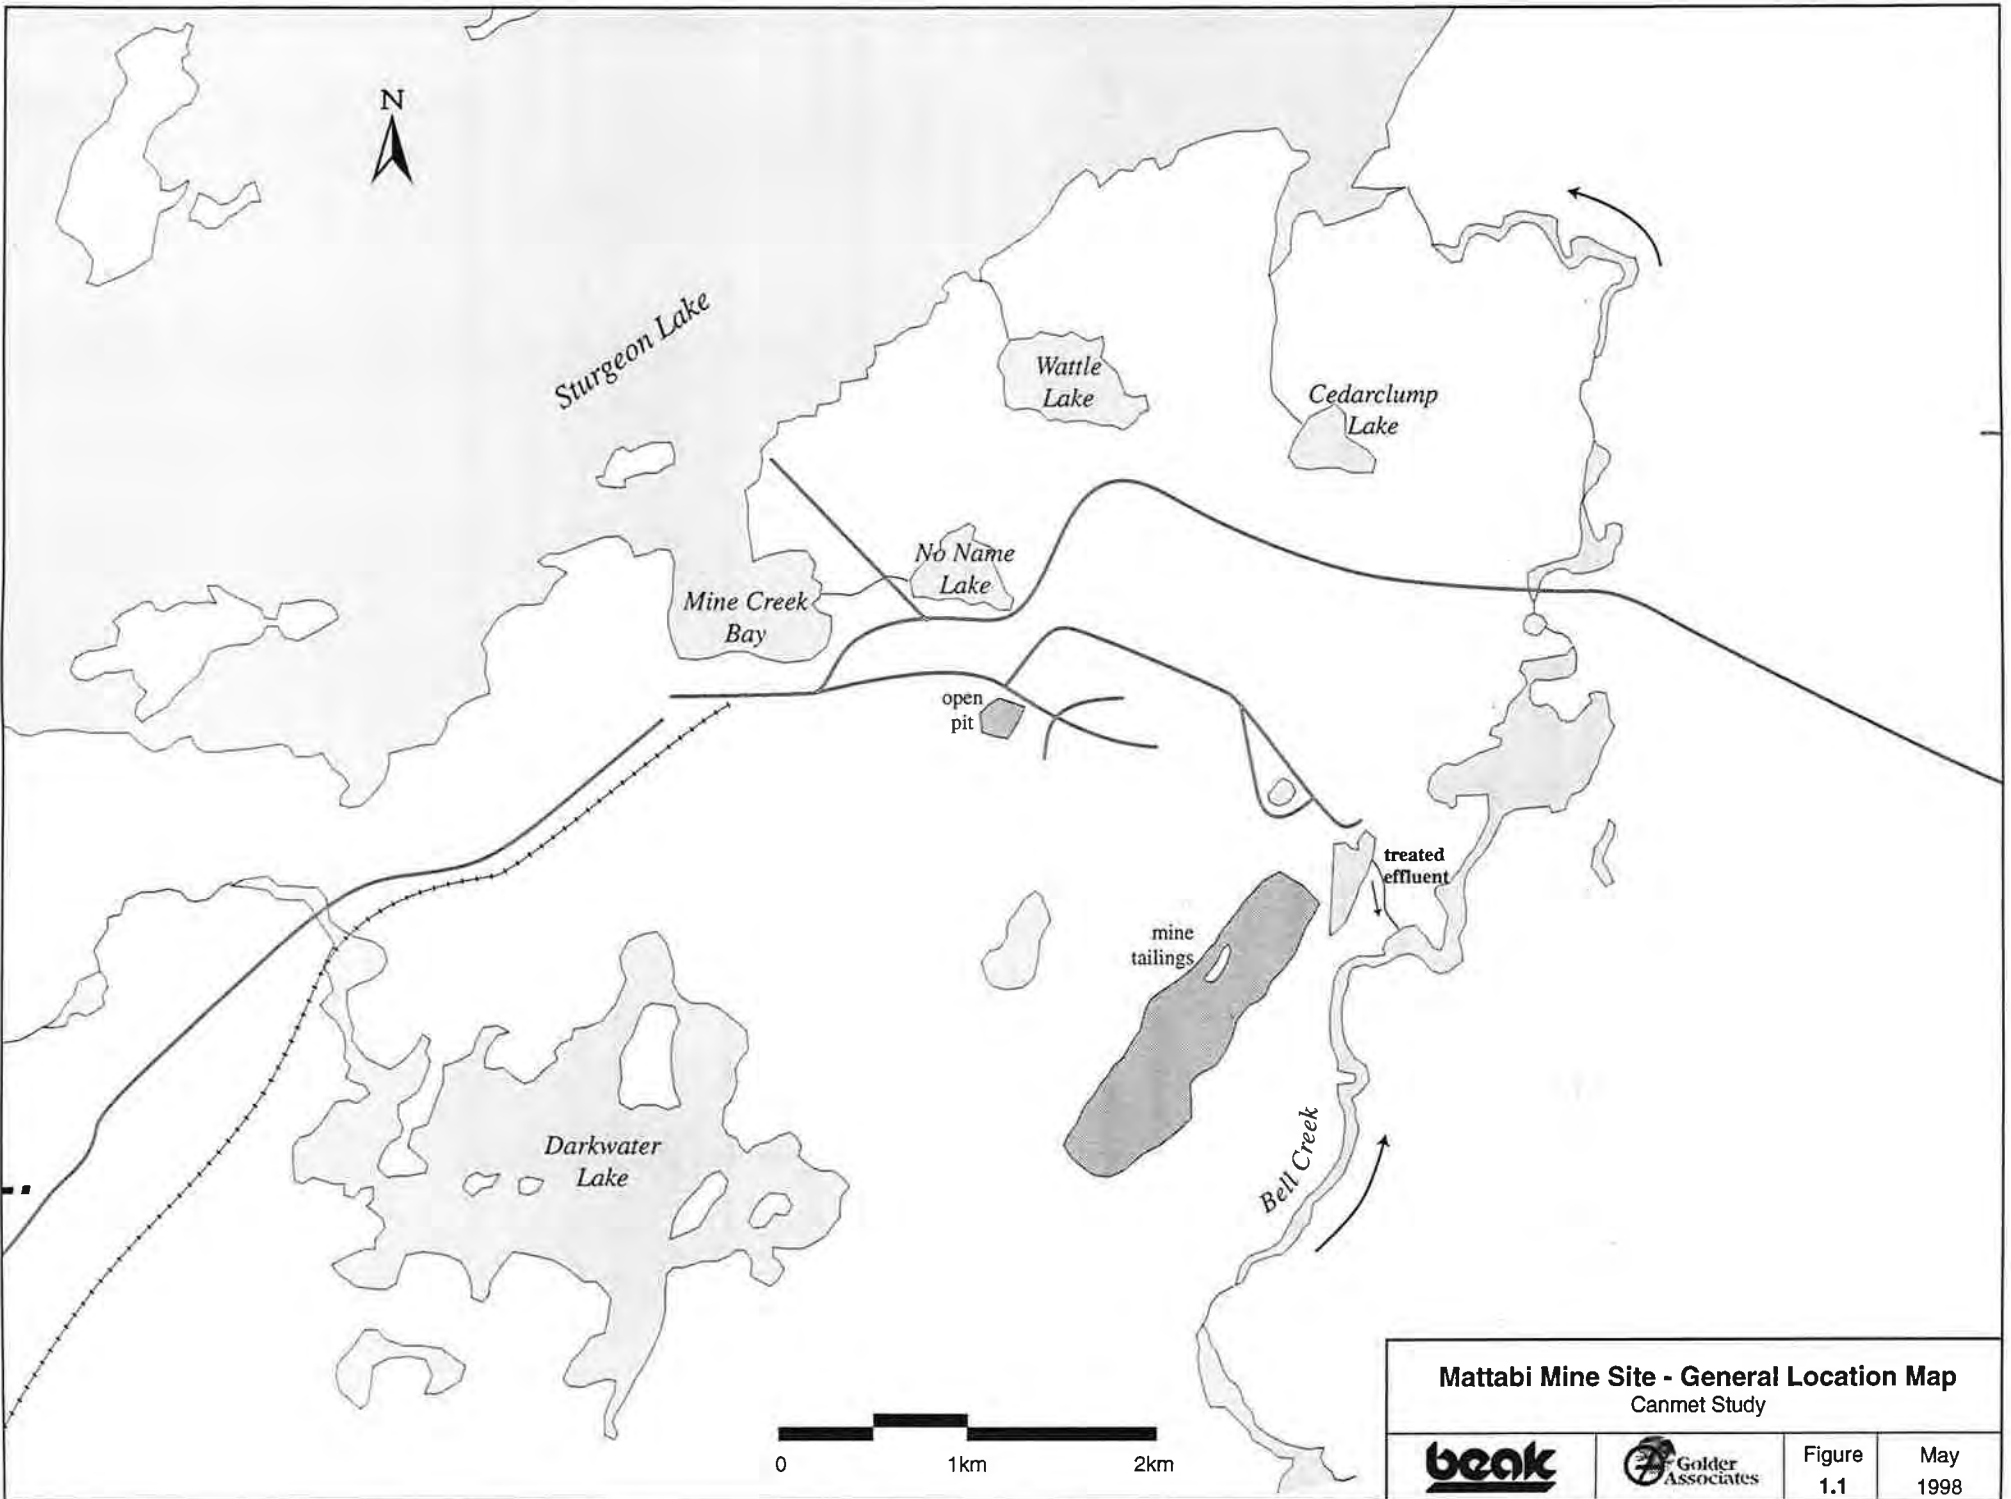 N
Sturgeon Lake
Wattle
Lake
Cedarclump
Lake
No Name
Lake
Mine Creek
Bay
open
pit
treated
effluent
mine
tailings
Darkwater
Lake
Bell Creek
0 1km 2km
Mattabi Mine Site - General Location Map
Canmet Study
beak
Golder
Associates
Figure
1.1
May
1998